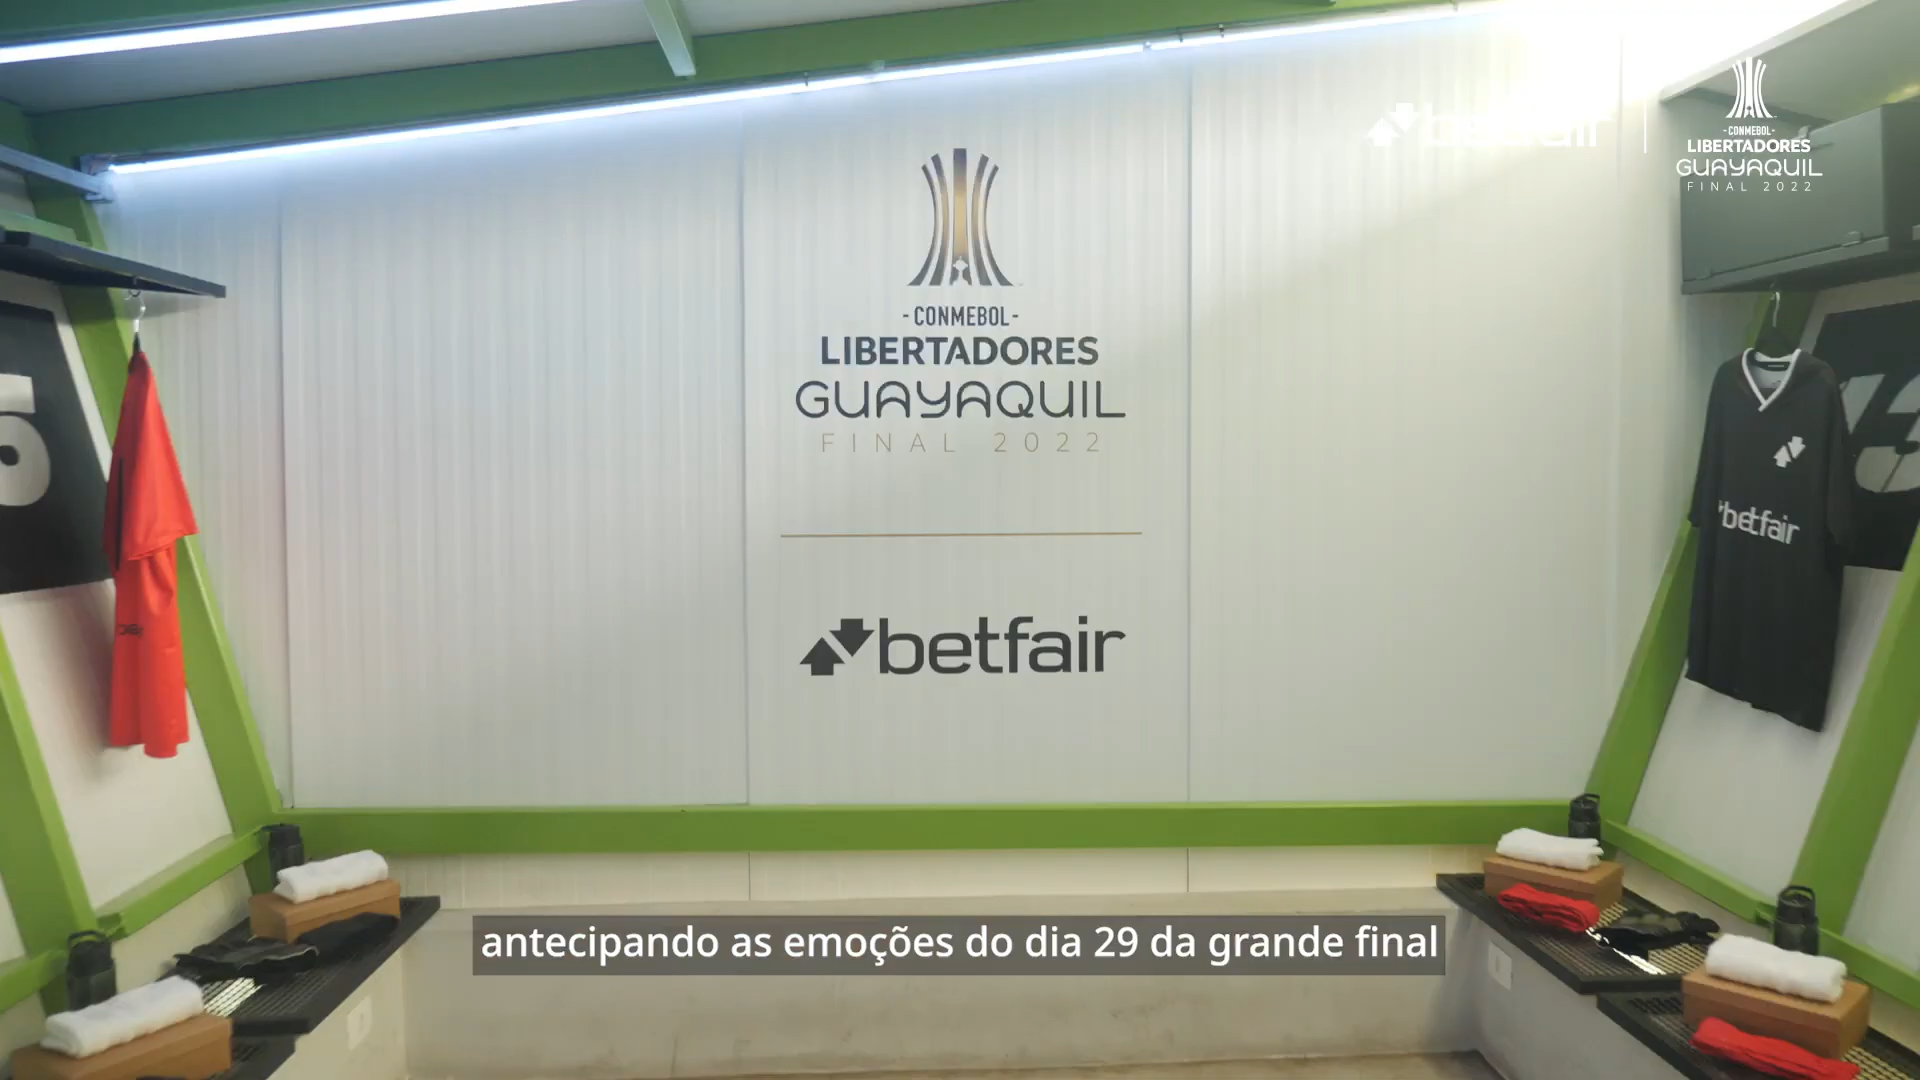 betfair
-CONMEBOL-
LIBERTADORES
GUAYAQUIL
FINAL 2022
-CONMEBOL-
LIBERTADORES
GUAYAQUIL
FINAL 2022
betfair
betfair
antecipando as emoções do dia 29 da grande final